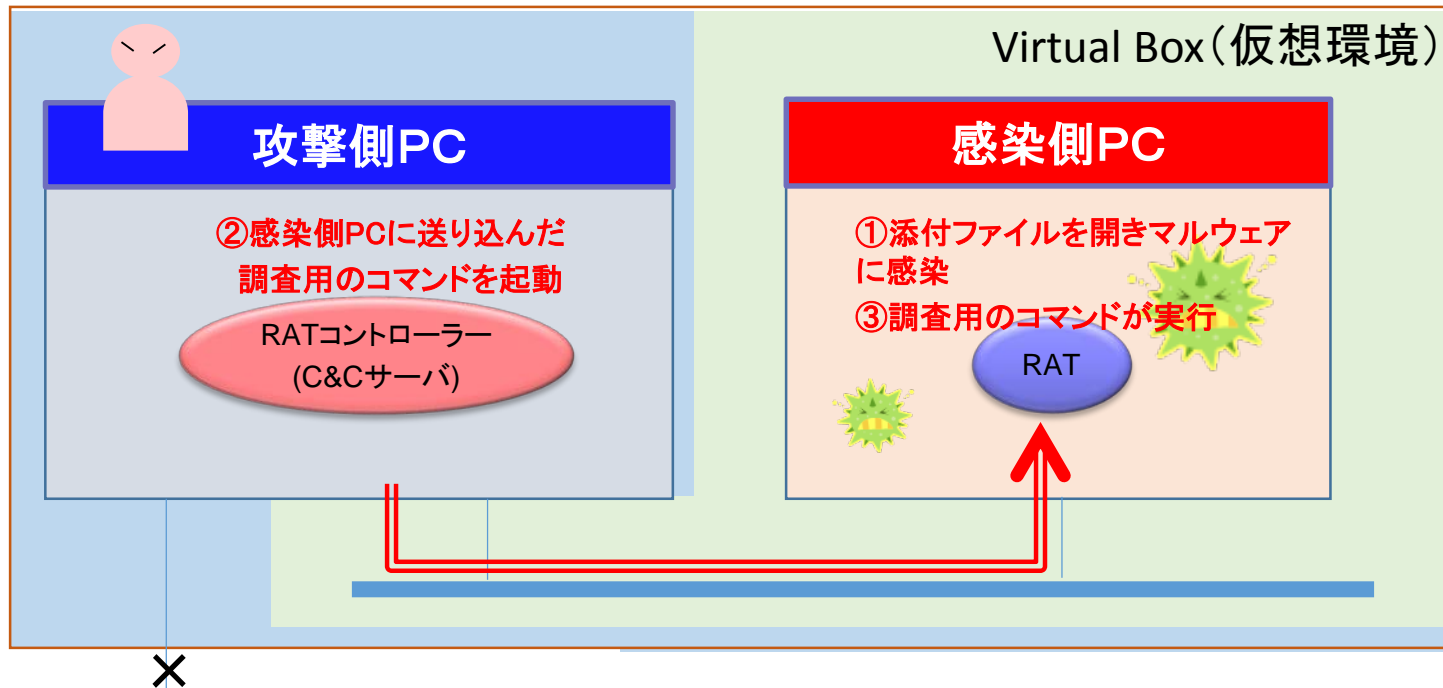 Virtual Box(仮想環境)
攻撃側PC
②感染側PCに送り込んだ
調査用のコマンドを起動
RATコントローラー
(C&Cサーバ)
感染側PC
①添付ファイルを開きマルウェア
に感染
③調査用のコマンドが実行
RAT
×